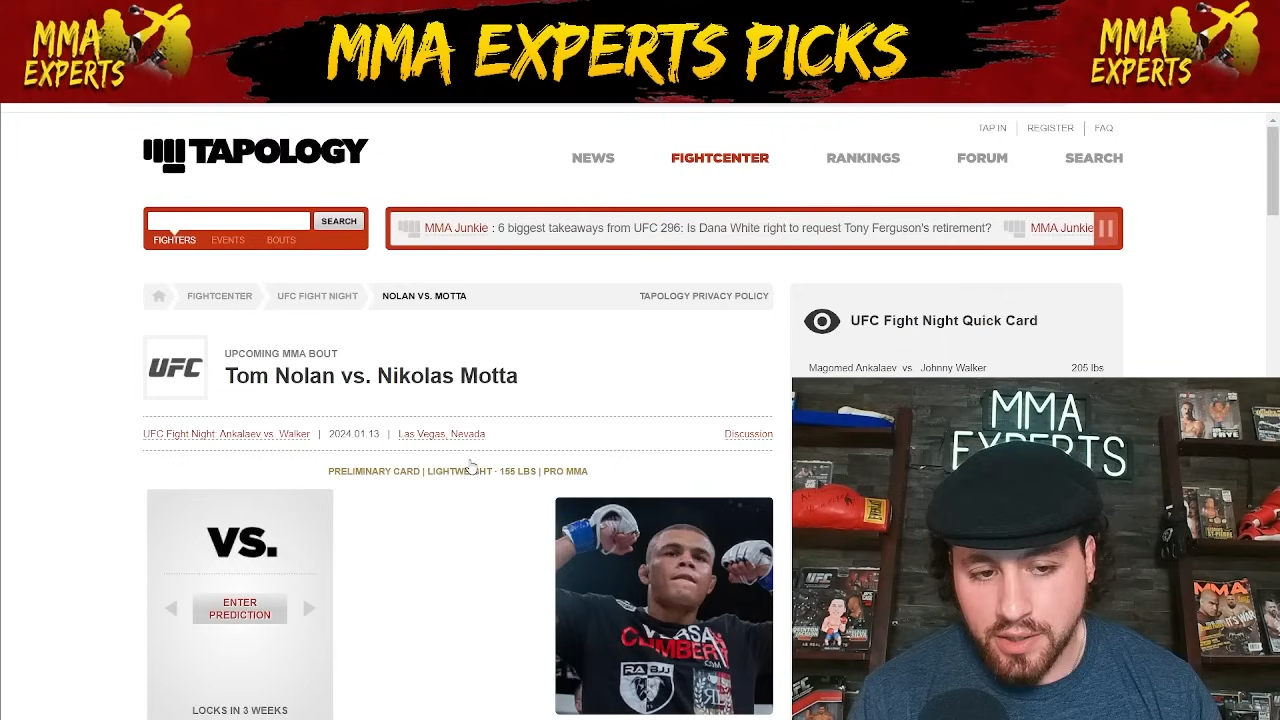 MMA
EXPERTS
MMA EXPERTS PICKS
MMA
EXPERTS
TAP IN
REGISTER
FAQ
TAPOLOGY
NEWS
FIGHTCENTER
RANKINGS
FORUM
SEARCH
SEARCH
FIGHTERS
EVENTS
BOUTS
MMA Junkie : 6 biggest takeaways from UFC 296: Is Dana White right to request Tony Ferguson's retirement?
MMA Junkie
FIGHTCENTER
UFC FIGHT NIGHT
NOLAN VS. MOTTA
TAPOLOGY PRIVACY POLICY
UFC Fight Night Quick Card
UFC
UPCOMING MMA BOUT
Tom Nolan vs. Nikolas Motta
Magomed Ankalaev vs. Johnny Walker 205 lbs
UFC Fight Night: Ankalaev vs. Walker | 2024.01.13 | Las Vegas, Nevada
Discussion
PRELIMINARY CARD | LIGHTWEIGHT · 155 LBS | PRO MMA
VS.
ENTER
PREDICTION
LOCKS IN 3 WEEKS
RABJJ
MMA
EXPERTS
EVERLAST
UFC
MMA